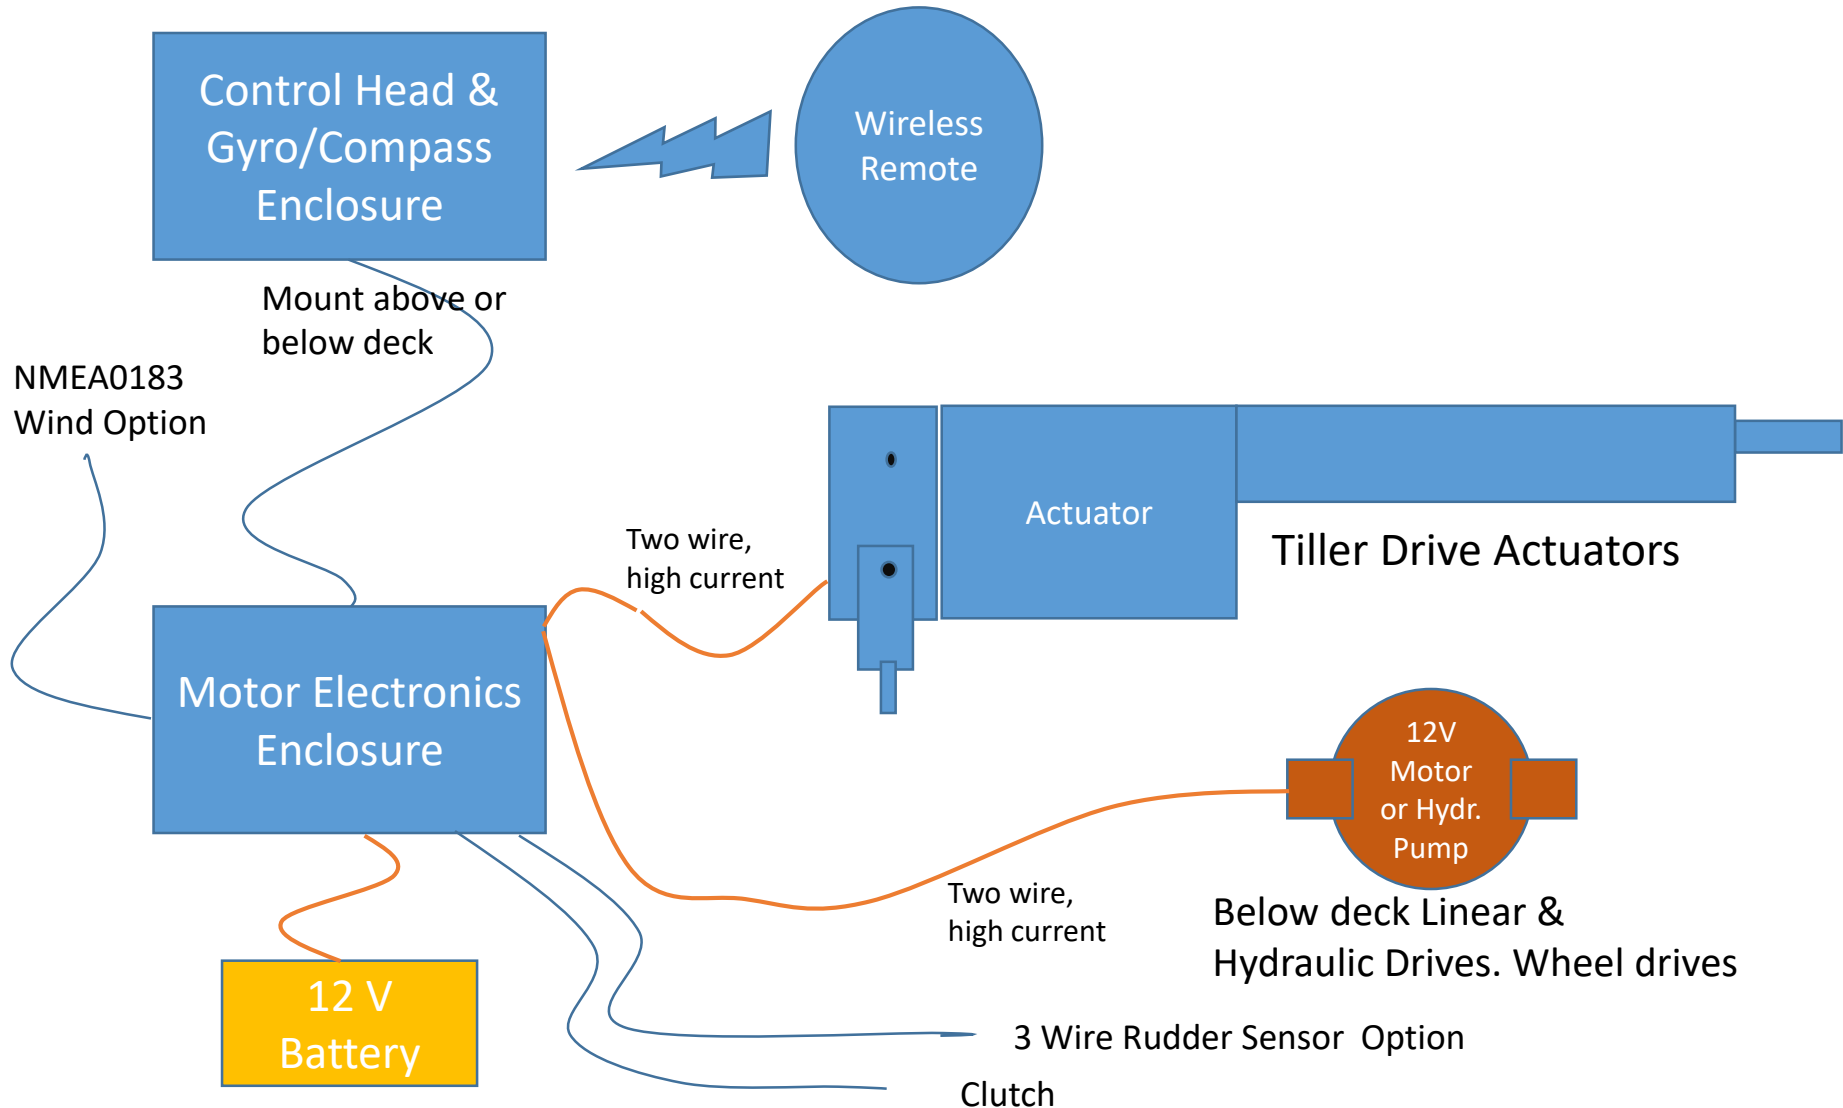 Control Head &
Gyro/Compass
Enclosure
Wireless
Remote
Mount above or
below deck
NMEA0183
Wind Option
Actuator
Two wire,
high current
Tiller Drive Actuators
Motor Electronics
Enclosure
12V
Motor
or Hydr.
Pump
Two wire,
high current
Below deck Linear &
Hydraulic Drives. Wheel drives
12 V
Battery
3 Wire Rudder Sensor  Option
Clutch